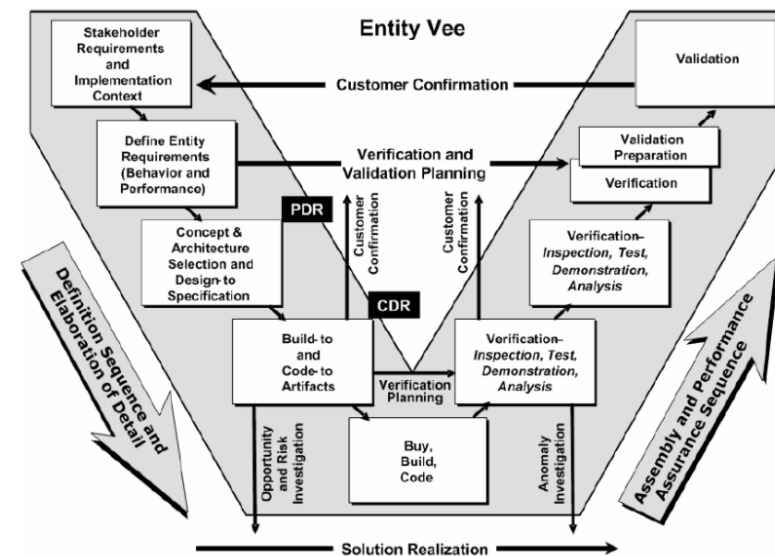 Entity Vee
Stakeholder
Requirements
and
Implementation
Context
Customer Confirmation
Validation
Define Entity
Requirements
(Behavior and
Performance)
Verification and
Validation Planning
Validation
Preparation
Verification
PDR
Concept &
Architecture
Selection and
Design-to
Specification
Customer
Confirmation
Customer
Confirmation
Verification–
Inspection, Test,
Demonstration,
Analysis
CDR
Build-to
and
Code-to
Artifacts
Verification
Planning
Verification–
Inspection, Test,
Demonstration,
Analysis
Buy,
Build,
Code
Opportunity
and Risk
Investigation
Anomaly
Investigation
Definition Sequence and
Elaboration of Detail
Assembly and Performance
Assurance Sequence
Solution Realization